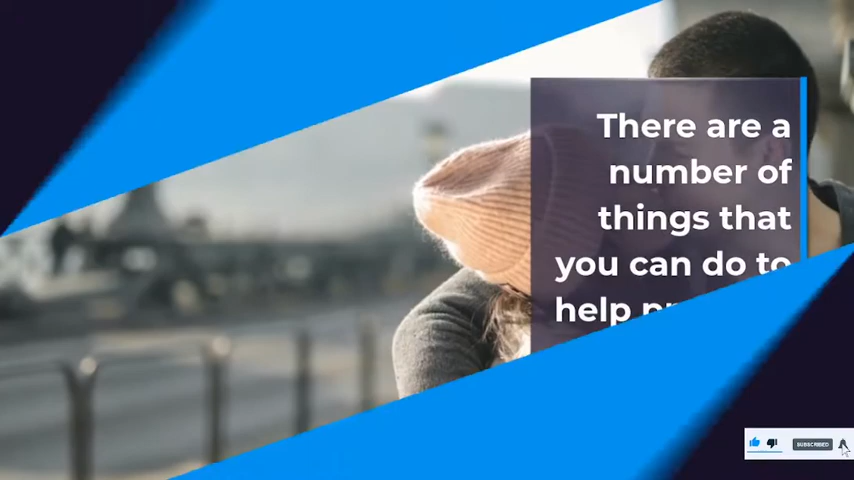 There are a
number of
things that
you can do to
help
SUBSCRIBED